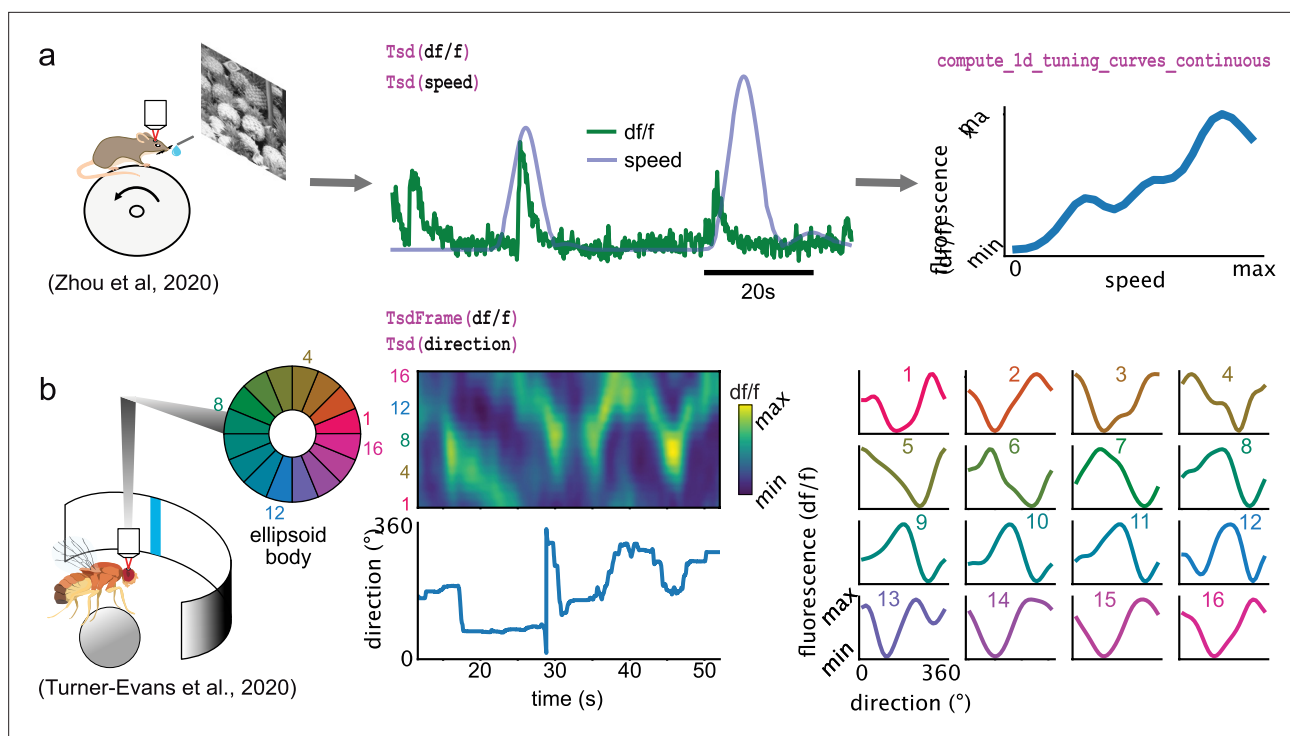 a
(Zhou et al, 2020)
Tsd(df/f)
Tsd(speed)
df/f
speed
20s
compute_1d_tuning_curves_continuous
fluorescence
(df/f)
max
min
0
max
speed
b
4
8
1
16
12
ellipsoid
body
(Turner-Evans et al., 2020)
TsdFrame(df/f)
Tsd(direction)
16
12
8
4
1
df/f
max
min
360
0
direction (°)
20
30
40
50
time (s)
1
2
3
4
5
6
7
8
9
10
11
12
13
14
15
16
fluorescence (df/f)
max
min
0
360
direction (°)